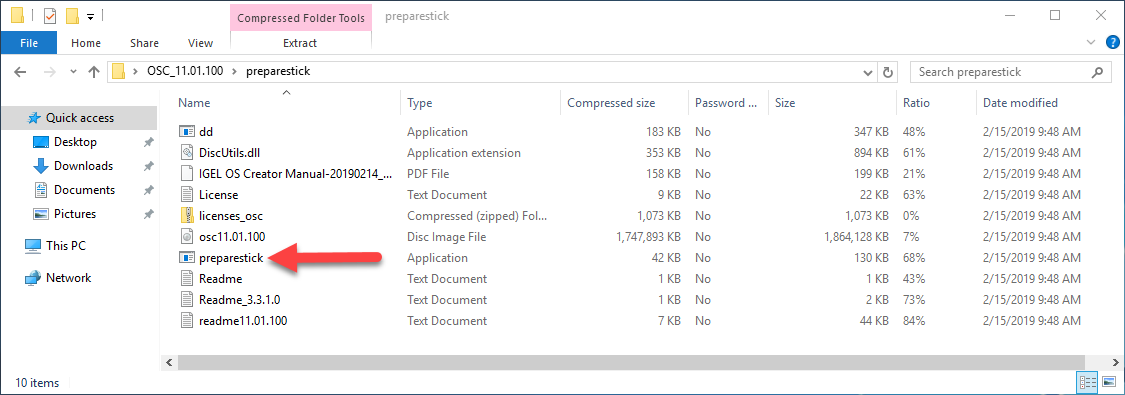 Compressed Folder Tools preparestick
File Home Share View Extract
OSC_11.01.100 preparestick Search preparestick
Name Type Compressed size Password ... Size Ratio Date modified
Quick access
Desktop
Downloads
Documents
Pictures
This PC
Network
dd Application 183 KB No 347 KB 48% 2/15/2019 9:48 AM
DiscUtils.dll Application extension 353 KB No 894 KB 61% 2/15/2019 9:48 AM
IGEL OS Creator Manual-20190214_... PDF File 158 KB No 199 KB 21% 2/15/2019 9:48 AM
License Text Document 9 KB No 22 KB 63% 2/15/2019 9:48 AM
licenses_osc Compressed (zipped) Fol... 1,073 KB No 1,073 KB 0% 2/15/2019 9:48 AM
osc11.01.100 Disc Image File 1,747,893 KB No 1,864,128 KB 7% 2/15/2019 9:48 AM
preparestick Application 42 KB No 130 KB 68% 2/15/2019 9:48 AM
Readme Text Document 1 KB No 1 KB 43% 2/15/2019 9:48 AM
Readme_3.3.1.0 Text Document 1 KB No 2 KB 73% 2/15/2019 9:48 AM
readme11.01.100 Text Document 7 KB No 44 KB 84% 2/15/2019 9:48 AM
10 items